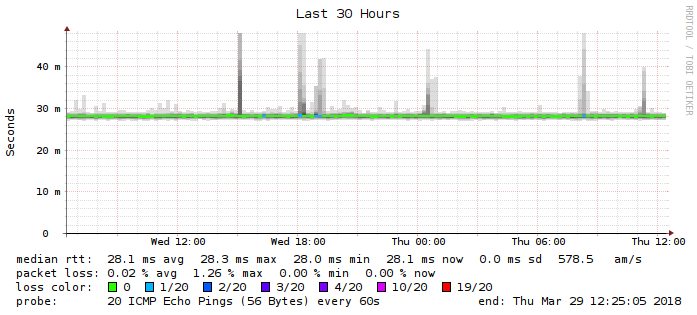 Last 30 Hours
RRDTOOL / TOBI OETIKER
Seconds
40 m
30 m
20 m
10 m
0
Wed 12:00 Wed 18:00 Thu 00:00 Thu 06:00 Thu 12:00
median rtt: 28.1 ms avg 28.3 ms max 28.0 ms min 28.1 ms now 0.0 ms sd 578.5 am/s
packet loss: 0.02 % avg 1.26 % max 0.00 % min 0.00 % now
loss color: 0 1/20 2/20 3/20 4/20 10/20 19/20
probe: 20 ICMP Echo Pings (56 Bytes) every 60s end: Thu Mar 29 12:25:05 2018